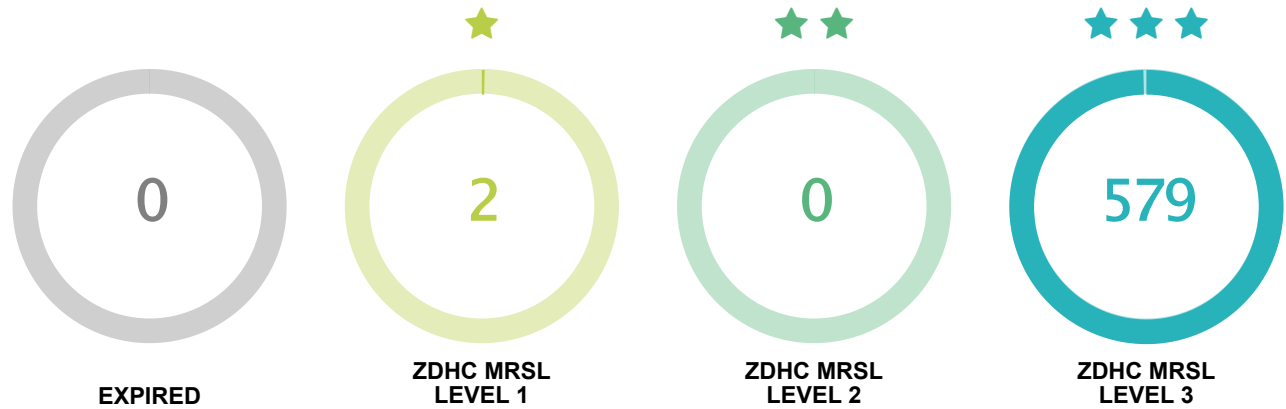 0
2
0
579
EXPIRED
ZDHC MRSL
LEVEL 1
ZDHC MRSL
LEVEL 2
ZDHC MRSL
LEVEL 3